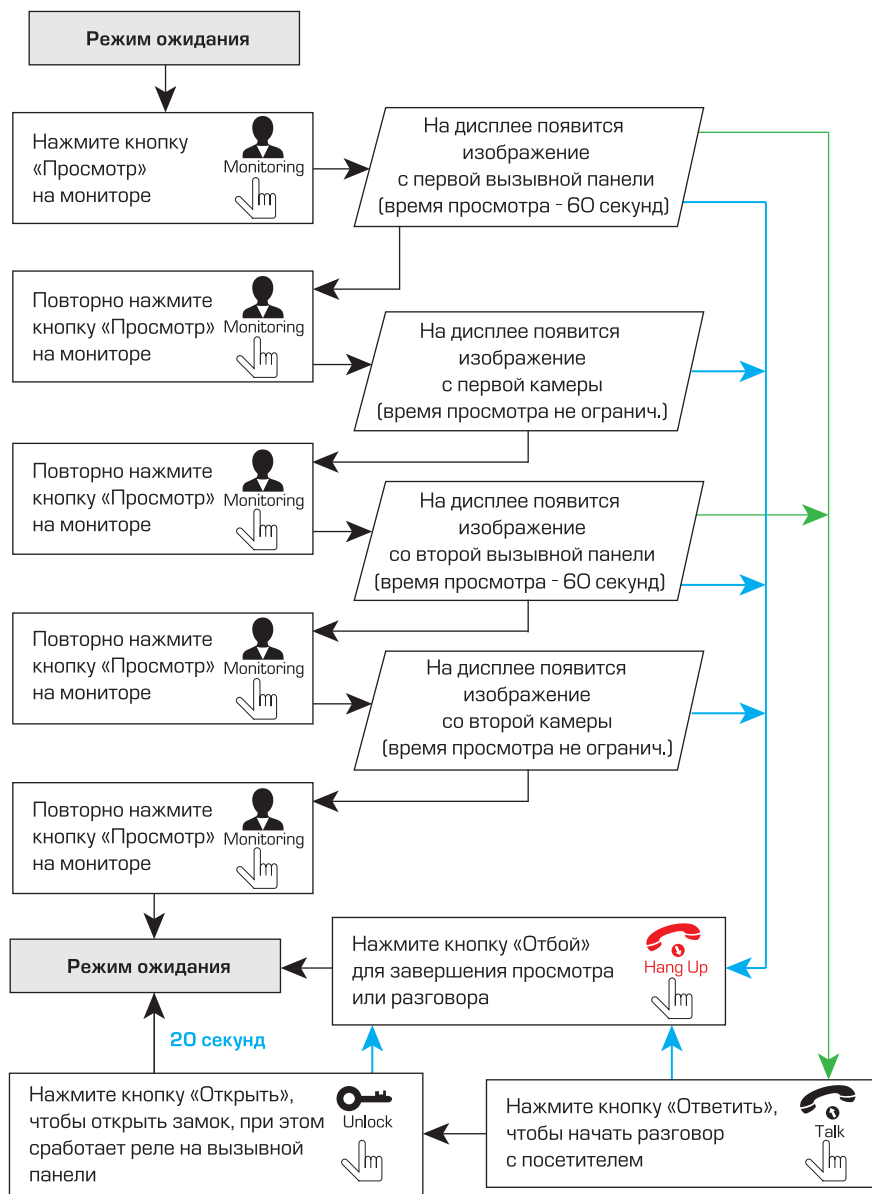 Режим ожидания
Нажмите кнопку
«Просмотр»
на мониторе
Monitoring
На дисплее появится
изображение
с первой вызывной панели
(время просмотра - 60 секунд)
Повторно нажмите
кнопку «Просмотр»
на мониторе
Monitoring
На дисплее появится
изображение
с первой камеры
(время просмотра не огранич.)
Повторно нажмите
кнопку «Просмотр»
на мониторе
Monitoring
На дисплее появится
изображение
со второй вызывной панели
(время просмотра - 60 секунд)
Повторно нажмите
кнопку «Просмотр»
на мониторе
Monitoring
На дисплее появится
изображение
со второй камеры
(время просмотра не огранич.)
Повторно нажмите
кнопку «Просмотр»
на мониторе
Monitoring
Режим ожидания
Нажмите кнопку «Отбой»
для завершения просмотра
или разговора
Hang Up
20 секунд
Нажмите кнопку «Открыть»,
чтобы открыть замок, при этом
сработает реле на вызывной
панели
Unlock
Нажмите кнопку «Ответить»,
чтобы начать разговор
с посетителем
Talk